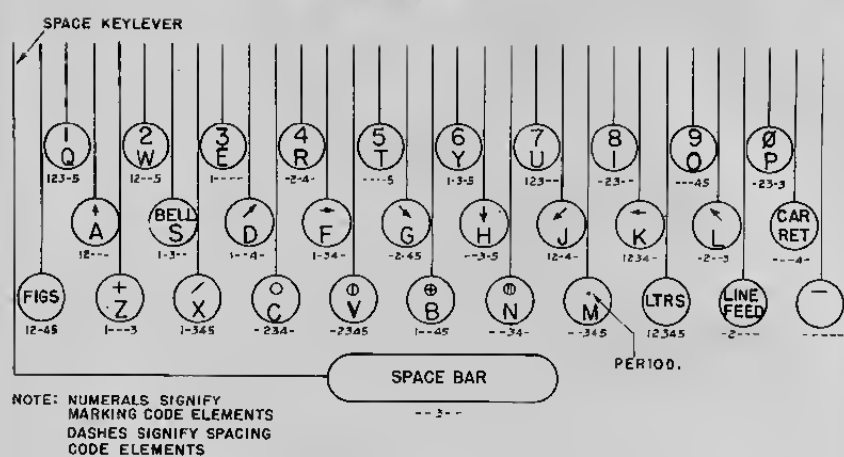 SPACE KEYLEVER
1 2 3 4 5 6 7 8 9 Ø
Q W E R T Y U I O P
123-5 12--5 1---- -2-4- ----5 1-3-5 123-- -23-- ---45 -23-3
↑ BELL ↗ → ↘ ↓ ↙ ← ↖ CAR
A S D F G H J K L RET
12--- 1-3-- 1--4- 1-34- -2-45 --3-5 12-4- 1234- -2--3 ---4-
FIGS + / ○ ⦶ ⊕ . LTRS LINE —
Z X C V B N M FEED
12-45 1---3 1-345 -234- -2345 1--45 --34- --345 12345 -2--- -----
PERIOD.
SPACE BAR
--3--
NOTE: NUMERALS SIGNIFY
MARKING CODE ELEMENTS
DASHES SIGNIFY SPACING
CODE ELEMENTS